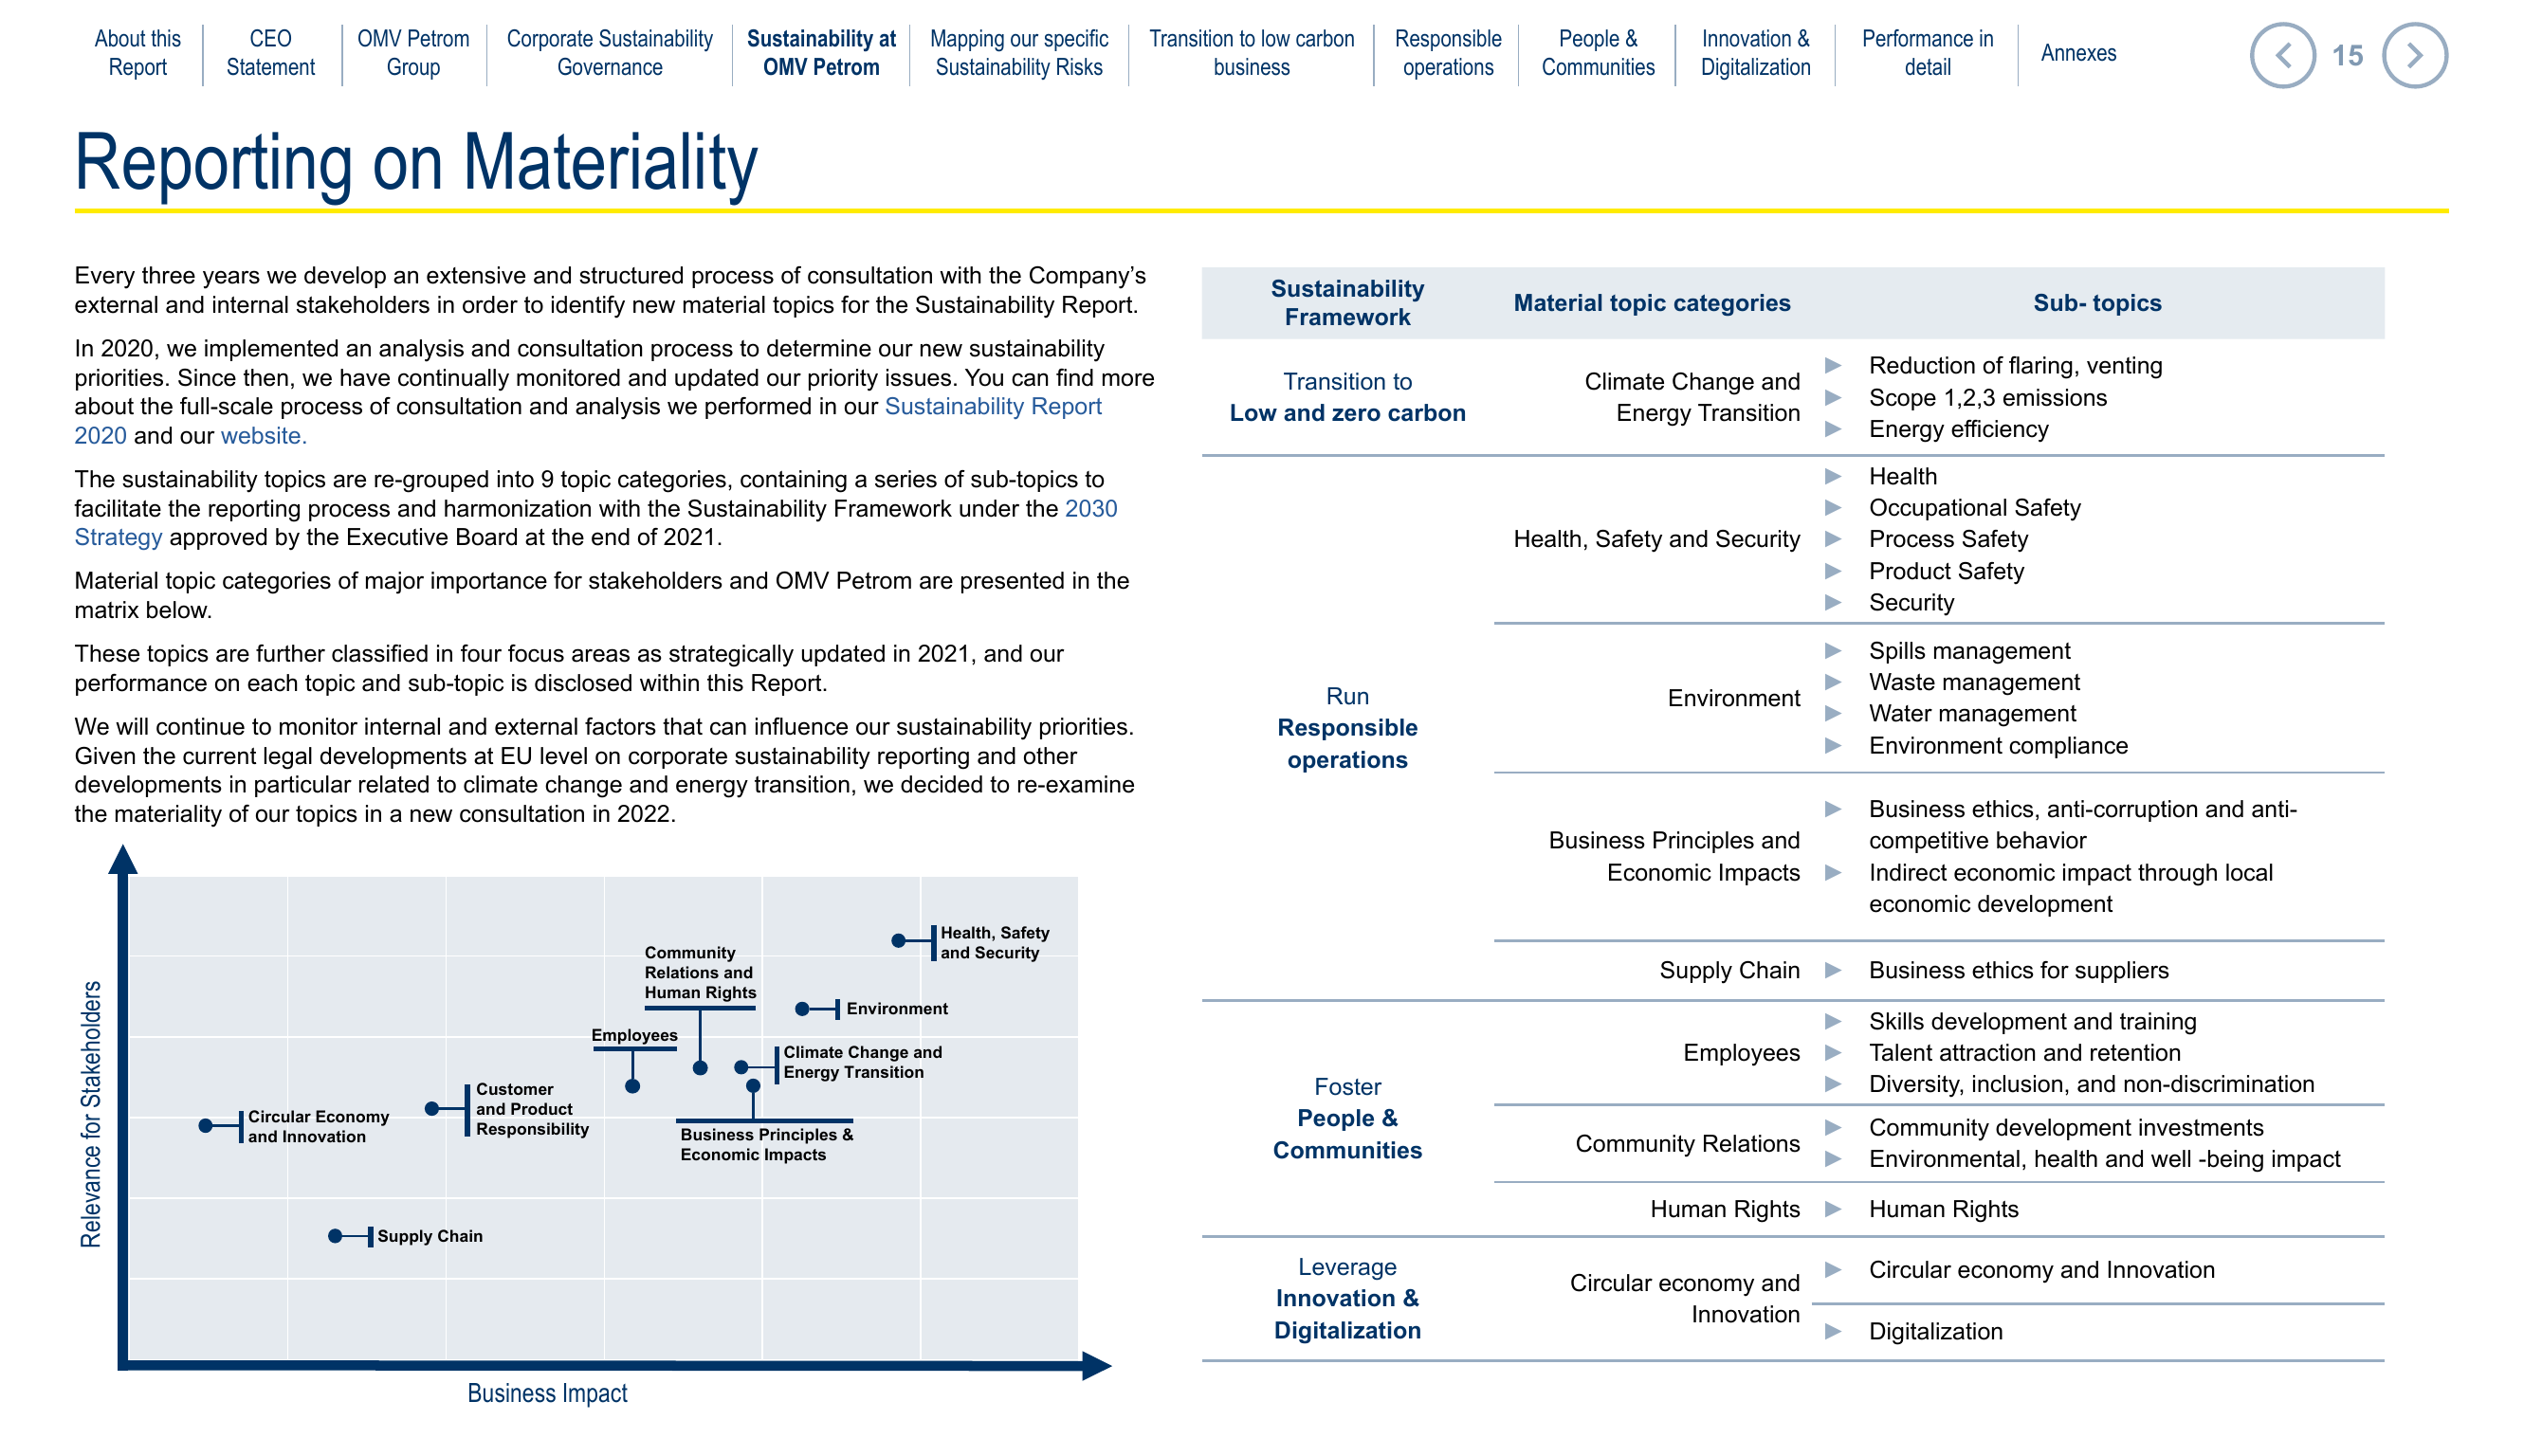 About this
Report
CEO
Statement
OMV Petrom
Group
Corporate Sustainability
Governance
Sustainability at
OMV Petrom
Mapping our specific
Sustainability Risks
Transition to low carbon
business
Responsible
operations
People &
Communities
Innovation &
Digitalization
Performance in
detail
Annexes
15
Reporting on Materiality
Every three years we develop an extensive and structured process of consultation with the Company’s
external and internal stakeholders in order to identify new material topics for the Sustainability Report.
In 2020, we implemented an analysis and consultation process to determine our new sustainability
priorities. Since then, we have continually monitored and updated our priority issues. You can find more
about the full-scale process of consultation and analysis we performed in our Sustainability Report
2020 and our website.
The sustainability topics are re-grouped into 9 topic categories, containing a series of sub-topics to
facilitate the reporting process and harmonization with the Sustainability Framework under the 2030
Strategy approved by the Executive Board at the end of 2021.
Material topic categories of major importance for stakeholders and OMV Petrom are presented in the
matrix below.
These topics are further classified in four focus areas as strategically updated in 2021, and our
performance on each topic and sub-topic is disclosed within this Report.
We will continue to monitor internal and external factors that can influence our sustainability priorities.
Given the current legal developments at EU level on corporate sustainability reporting and other
developments in particular related to climate change and energy transition, we decided to re-examine
the materiality of our topics in a new consultation in 2022.
Relevance for Stakeholders
Health, Safety
and Security
Community
Relations and
Human Rights
Environment
Employees
Climate Change and
Energy Transition
Customer
and Product
Responsibility
Circular Economy
and Innovation
Business Principles &
Economic Impacts
Supply Chain
Business Impact
Sustainability
Framework
Material topic categories
Sub- topics
Transition to
Low and zero carbon
Climate Change and
Energy Transition
Reduction of flaring, venting
Scope 1,2,3 emissions
Energy efficiency
Run
Responsible
operations
Health, Safety and Security
Health
Occupational Safety
Process Safety
Product Safety
Security
Environment
Spills management
Waste management
Water management
Environment compliance
Business Principles and
Economic Impacts
Business ethics, anti-corruption and anti-
competitive behavior
Indirect economic impact through local
economic development
Supply Chain
Business ethics for suppliers
Foster
People &
Communities
Employees
Skills development and training
Talent attraction and retention
Diversity, inclusion, and non-discrimination
Community Relations
Community development investments
Environmental, health and well -being impact
Human Rights
Human Rights
Leverage
Innovation &
Digitalization
Circular economy and
Innovation
Circular economy and Innovation
Digitalization